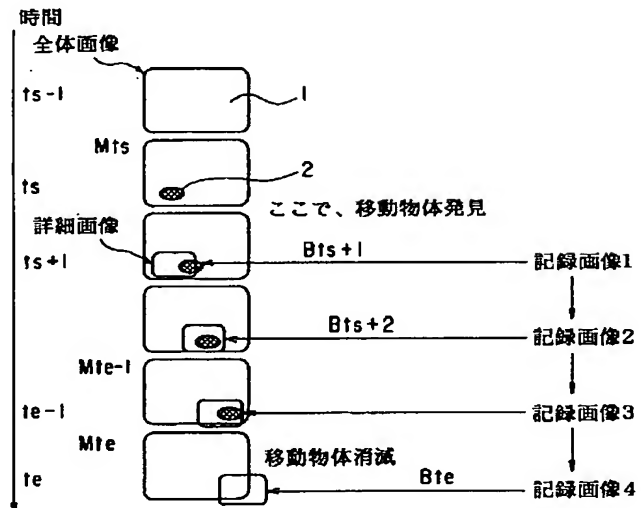 時間
全体画像
ts-1
1
Mts
2
ts
ここで、移動物体発見
詳細画像
ts+1
Bts+1
記録画像1
Bts+2
記録画像2
Mte-1
te-1
記録画像3
Mte
移動物体消滅
te
Bte
記録画像4